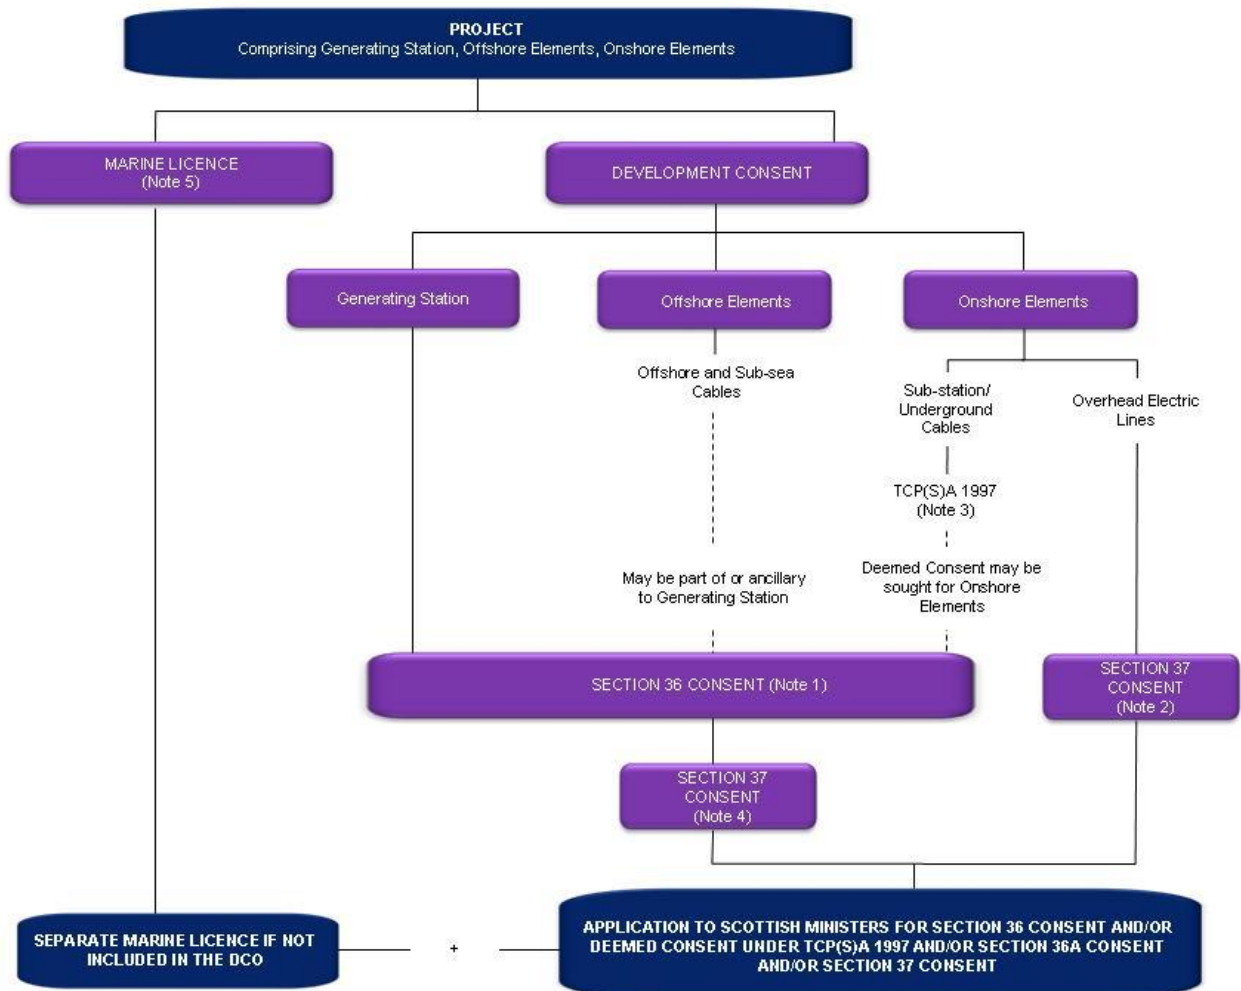 PROJECT
Comprising Generating Station, Offshore Elements, Onshore Elements
MARINE LICENCE
(Note 5)
DEVELOPMENT CONSENT
Generating Station
Offshore Elements
Onshore Elements
Offshore and Sub-sea
Cables
Sub-station/
Underground
Cables
Overhead Electric
Lines
TCP(S)A 1997
(Note 3)
May be part of or ancillary
to Generating Station
Deemed Consent may be
sought for Onshore
Elements
SECTION 36 CONSENT (Note 1)
SECTION 37
CONSENT
(Note 2)
SECTION 37
CONSENT
(Note 4)
SEPARATE MARINE LICENCE IF NOT
INCLUDED IN THE DCO
+
APPLICATION TO SCOTTISH MINISTERS FOR SECTION 36 CONSENT AND/OR
DEEMED CONSENT UNDER TCP(S)A 1997 AND/OR SECTION 36A CONSENT
AND/OR SECTION 37 CONSENT